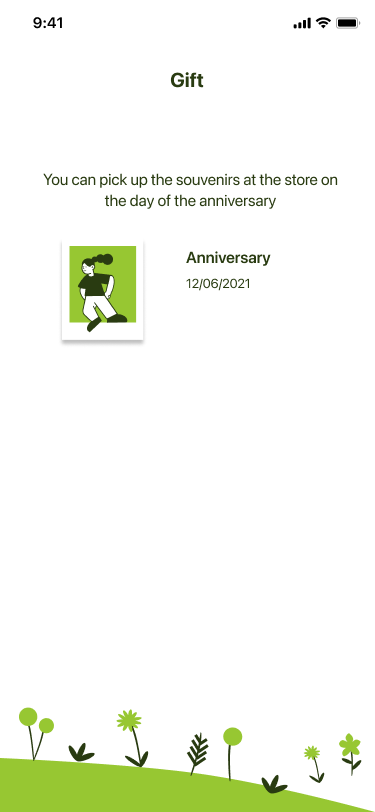 9:41
Gift
You can pick up the souvenirs at the store on
the day of the anniversary
Anniversary
12/06/2021